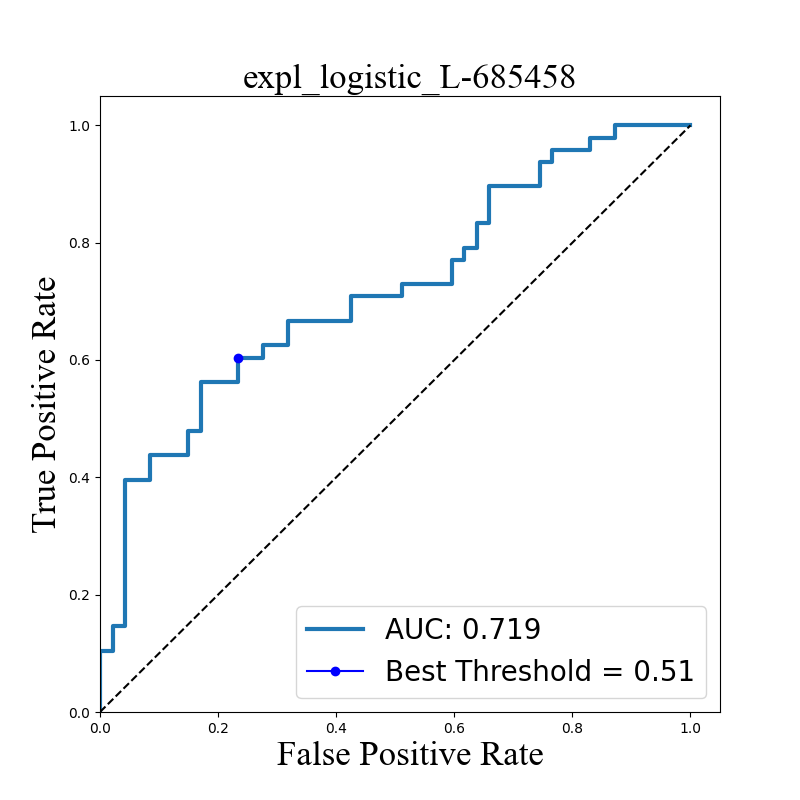 expl_logistic_L-685458
1.0
0.8
0.6
0.4
0.2
0.0
True Positive Rate
AUC: 0.719
Best Threshold = 0.51
0.0 0.2 0.4 0.6 0.8 1.0
False Positive Rate